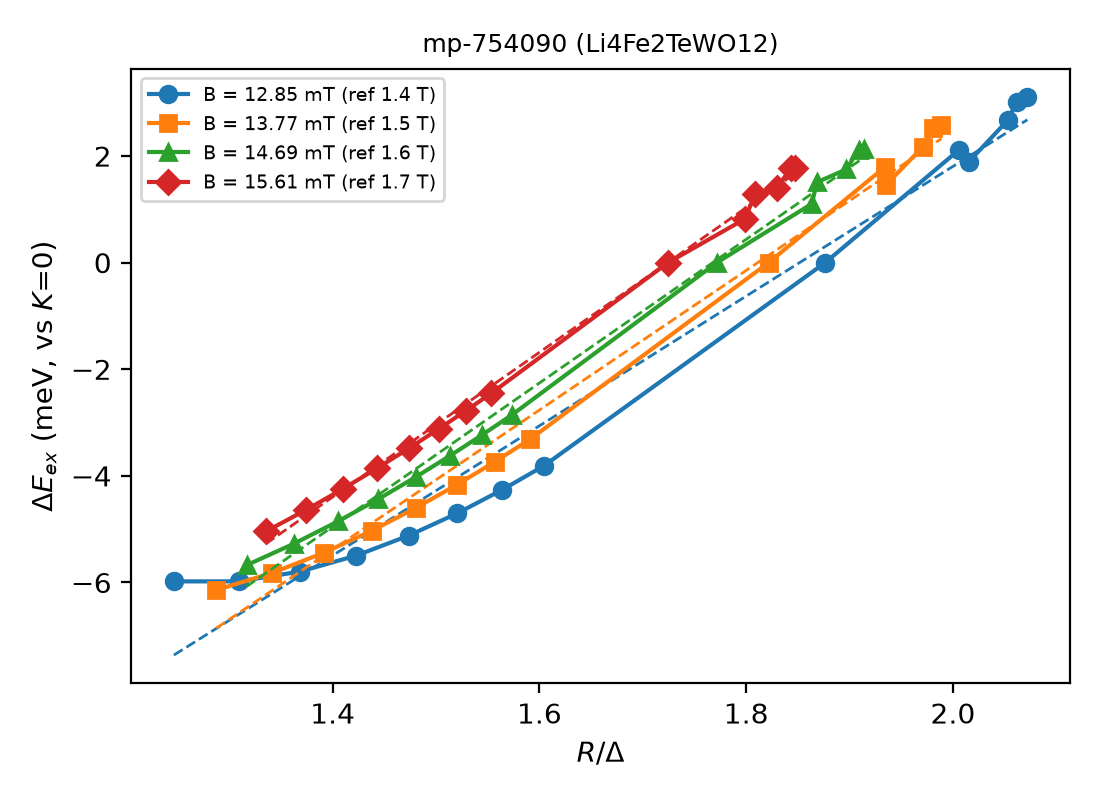 mp-754090 (Li4Fe2TeWO12)
B = 12.85 mT (ref 1.4 T)
B = 13.77 mT (ref 1.5 T)
B = 14.69 mT (ref 1.6 T)
B = 15.61 mT (ref 1.7 T)
ΔE_ex (meV, vs K=0)
2
0
−2
−4
−6
1.4
1.6
1.8
2.0
R/Δ